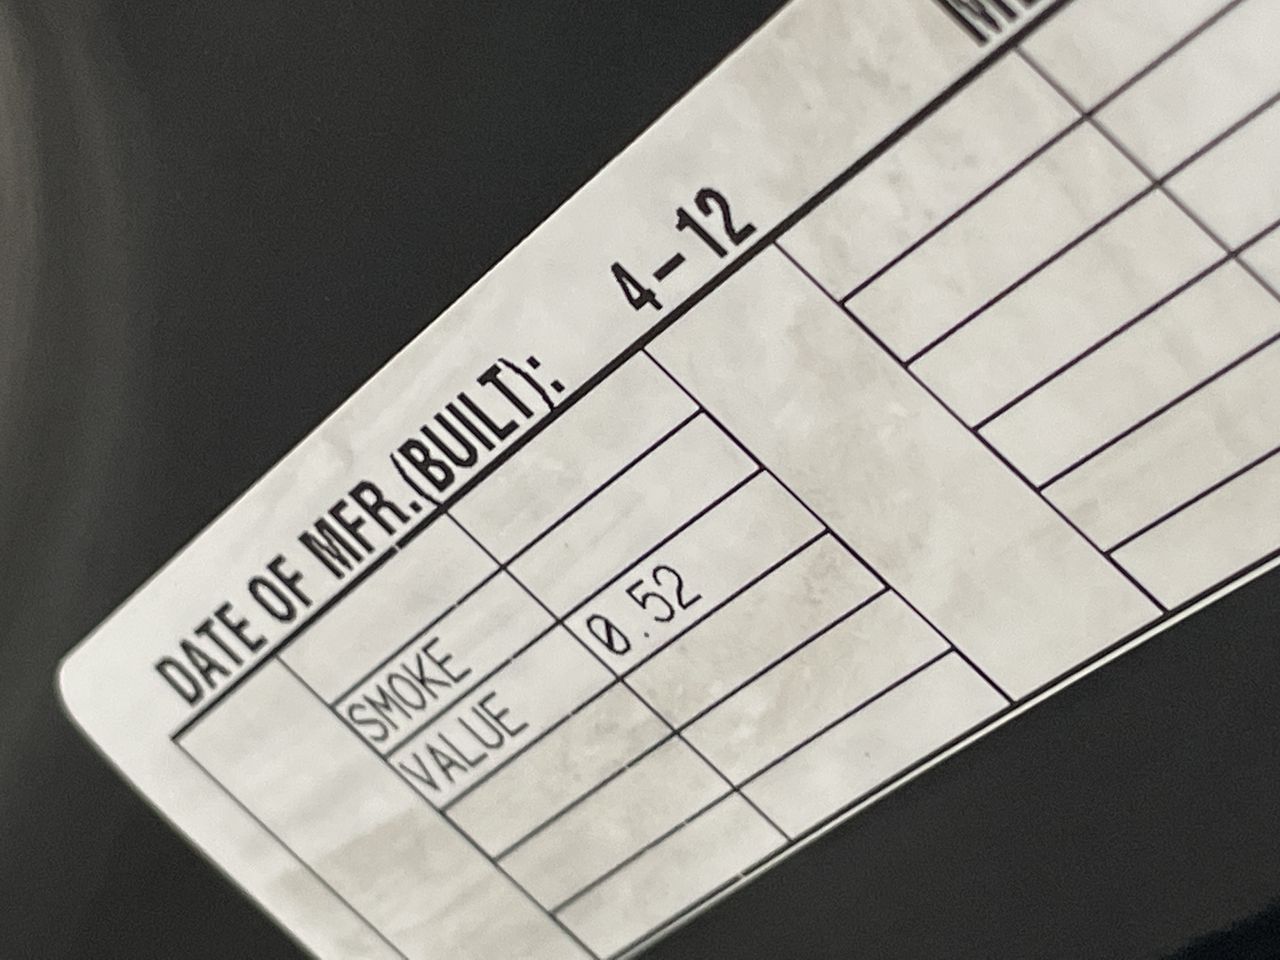 DATE OF MFR.(BUILT): 4-12
SMOKE
VALUE 0.52